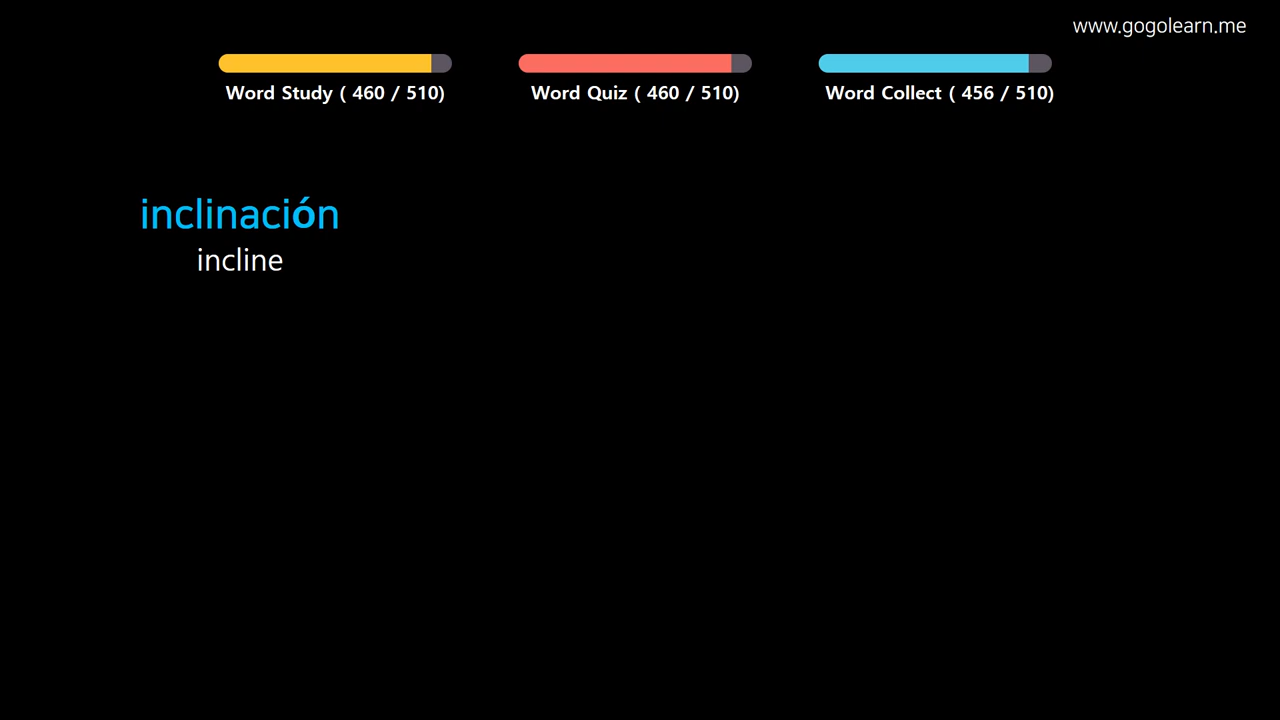 www.gogolearn.me
Word Study ( 460 / 510)
Word Quiz ( 460 / 510)
Word Collect ( 456 / 510)
inclinación
incline